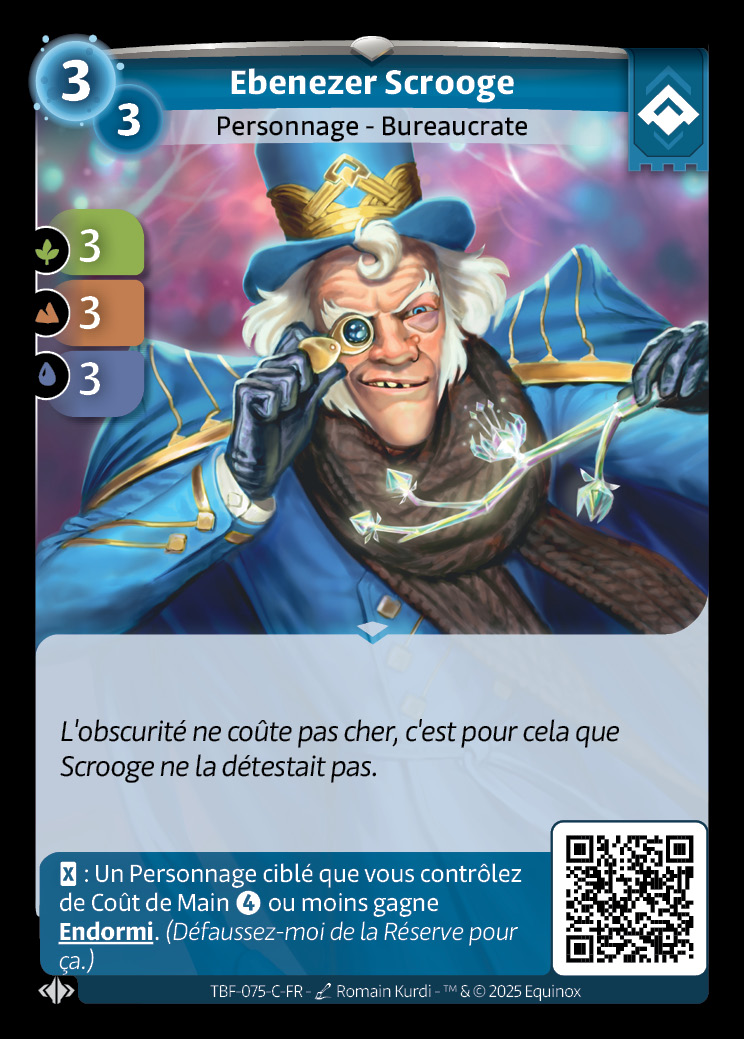 3
Ebenezer Scrooge
3
Personnage - Bureaucrate
3
3
3
L'obscurité ne coûte pas cher, c'est pour cela que
Scrooge ne la détestait pas.
X : Un Personnage ciblé que vous contrôlez
de Coût de Main 4 ou moins gagne
Endormi. (Défaussez-moi de la Réserve pour
ça.)
TBF-075-C-FR - Romain Kurdi - ™ & © 2025 Equinox